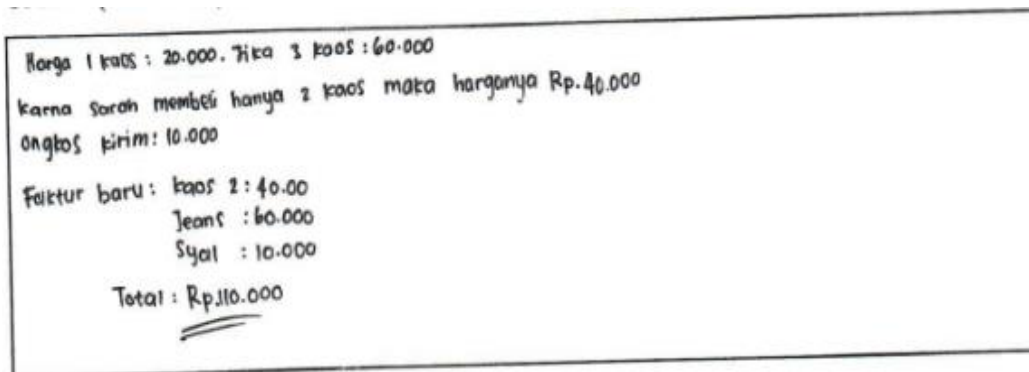 Harga 1 kaos : 20.000. Jika 3 kaos : 60.000
Karna Sarah membeli hanya 2 kaos maka harganya Rp. 40.000
ongkos kirim : 10.000
Faktur baru : kaos 2 : 40.00
Jeans : 60.000
Syal : 10.000
Total : Rp.110.000